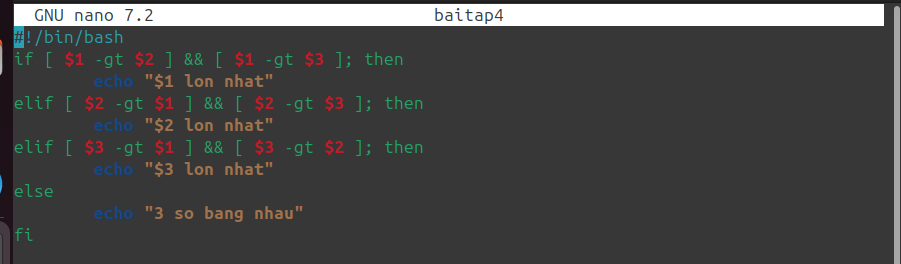 GNU nano 7.2 baitap4
#!/bin/bash
if [ $1 -gt $2 ] && [ $1 -gt $3 ]; then
        echo "$1 lon nhat"
elif [ $2 -gt $1 ] && [ $2 -gt $3 ]; then
        echo "$2 lon nhat"
elif [ $3 -gt $1 ] && [ $3 -gt $2 ]; then
        echo "$3 lon nhat"
else
        echo "3 so bang nhau"
fi